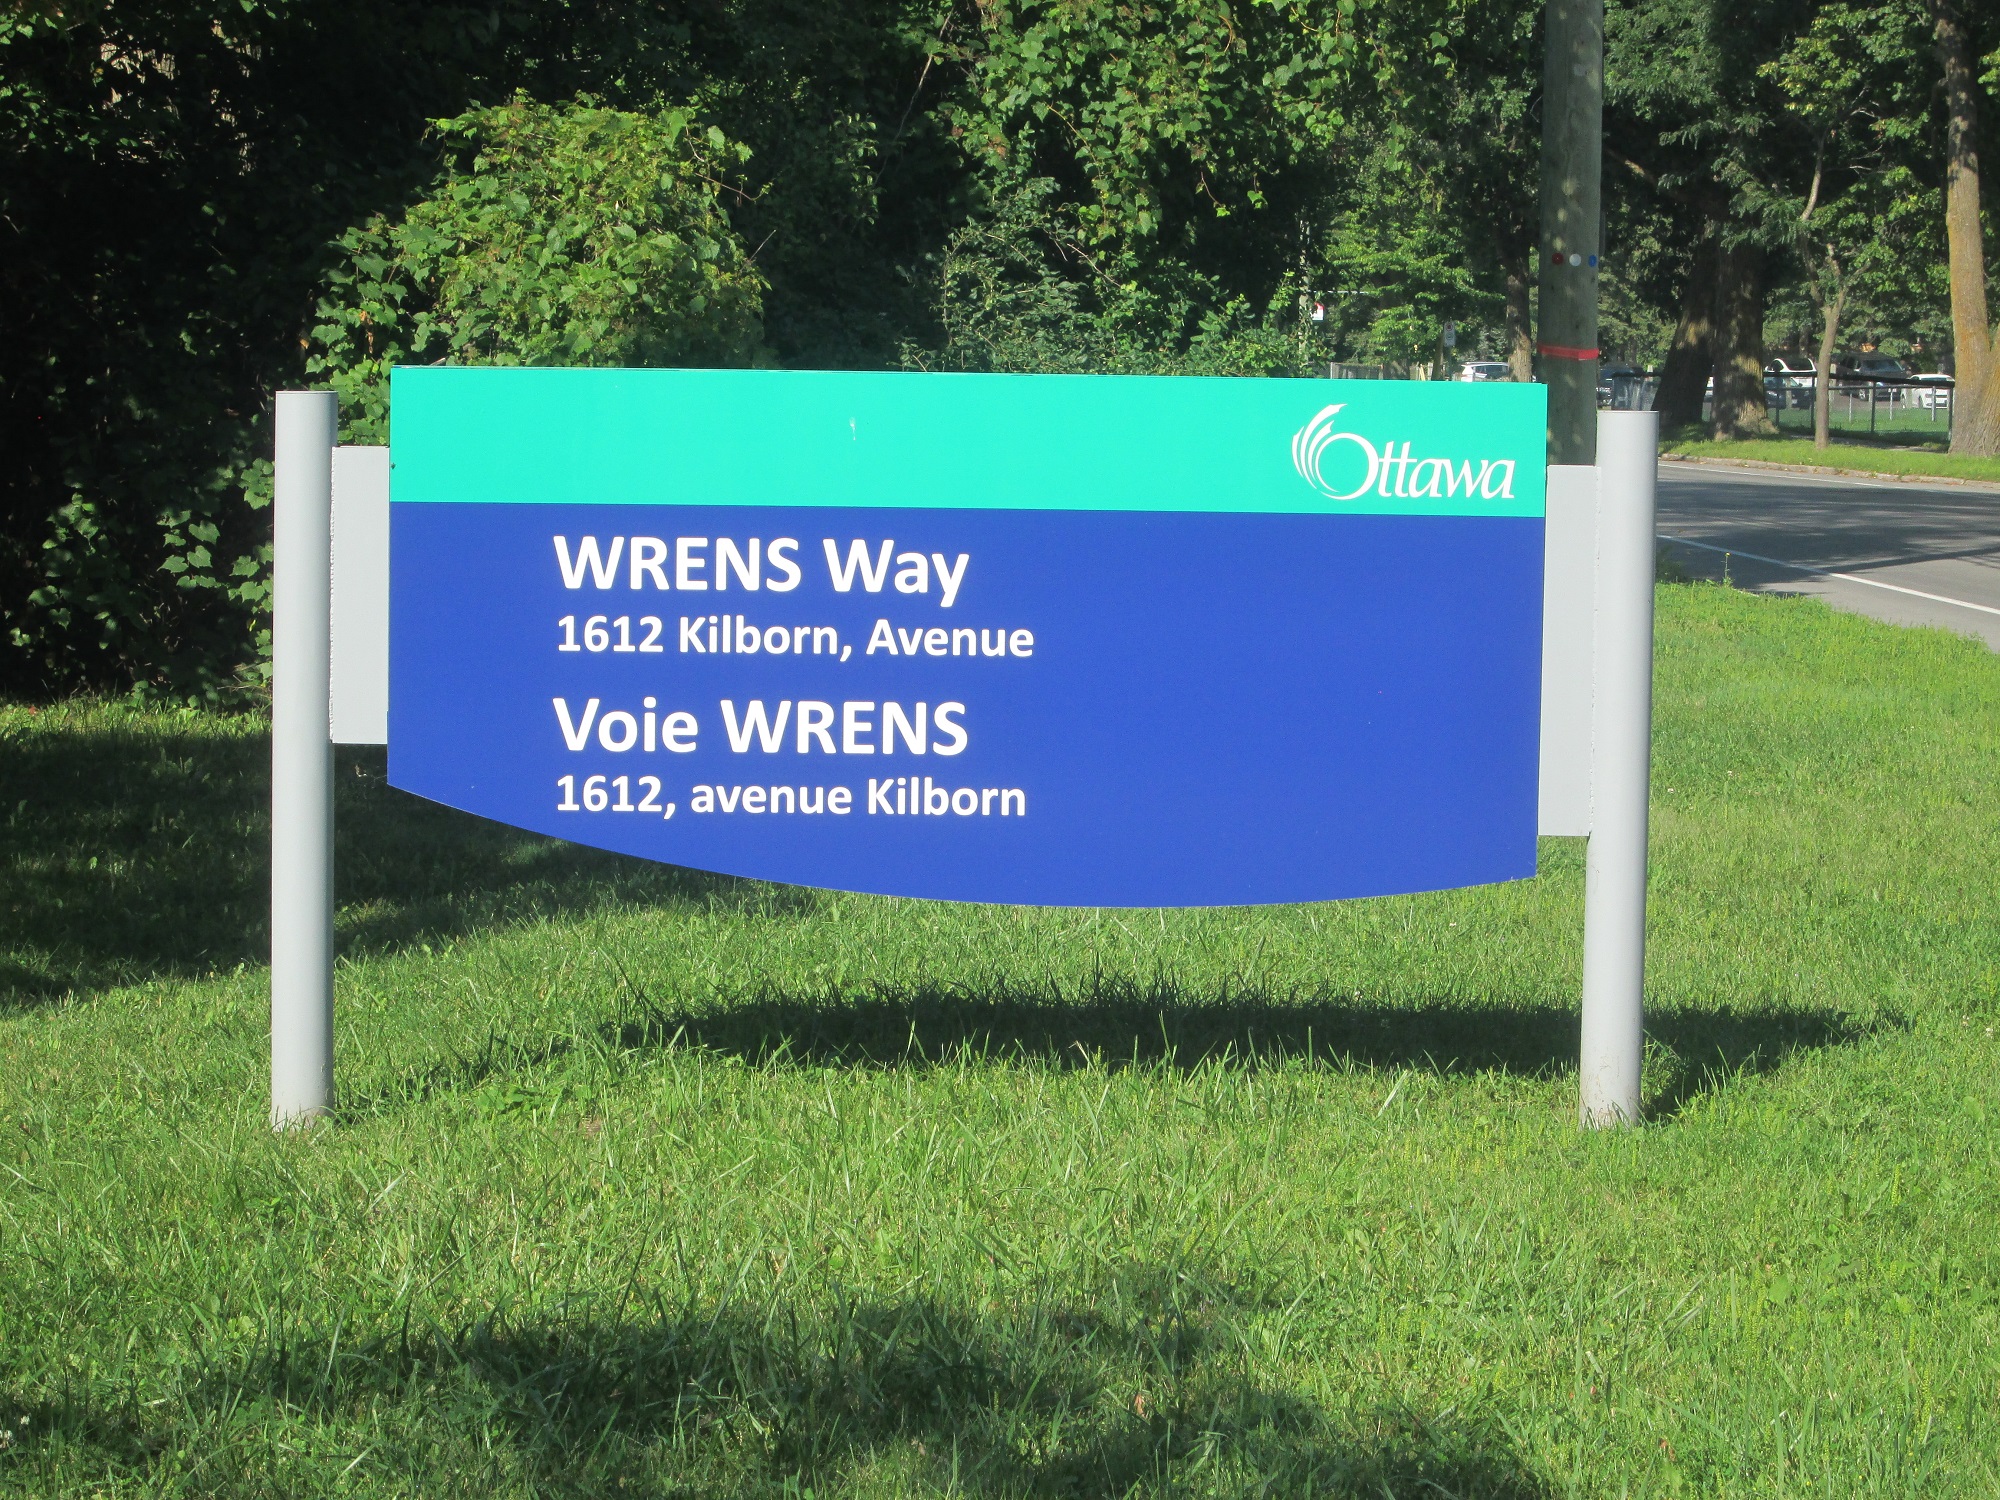 Ottawa
WRENS Way
1612 Kilborn, Avenue
Voie WRENS
1612, avenue Kilborn